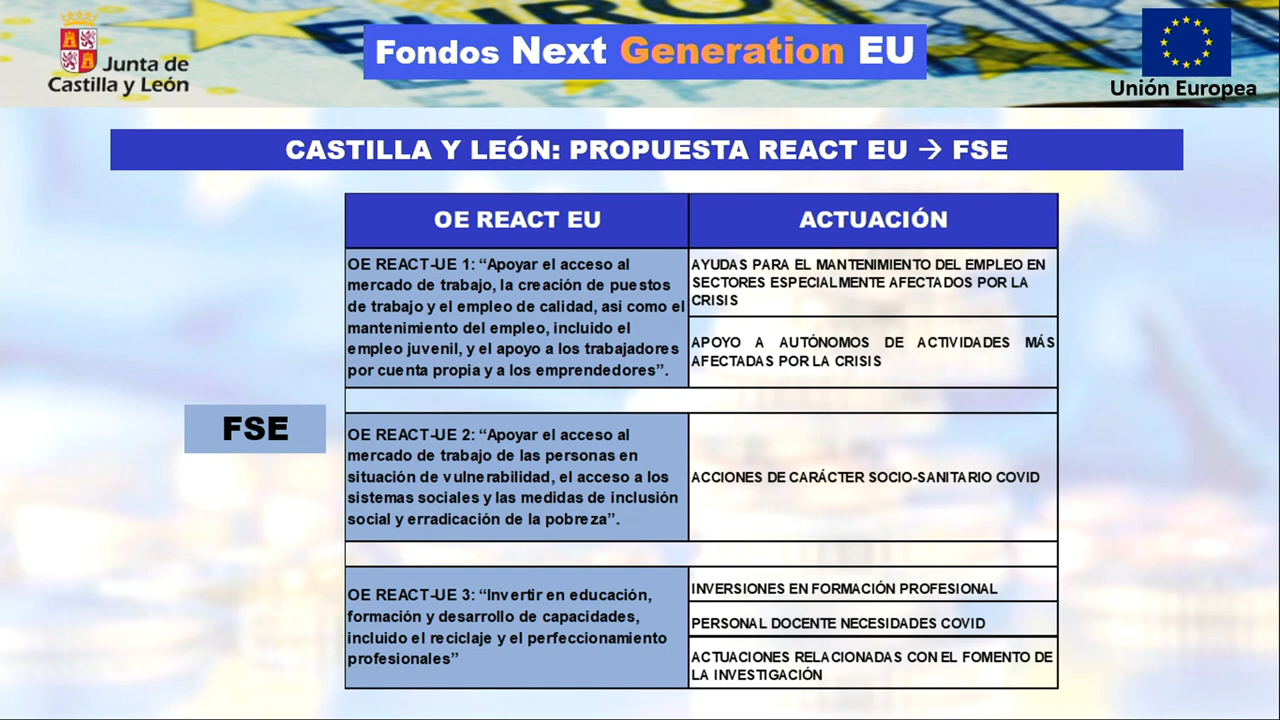 Junta de
Castilla y León
Fondos Next Generation EU
Unión Europea
CASTILLA Y LEÓN: PROPUESTA REACT EU → FSE
OE REACT EU
ACTUACIÓN
OE REACT-UE 1: “Apoyar el acceso al
mercado de trabajo, la creación de puestos
de trabajo y el empleo de calidad, así como el
mantenimiento del empleo, incluido el
empleo juvenil, y el apoyo a los trabajadores
por cuenta propia y a los emprendedores”.
AYUDAS PARA EL MANTENIMIENTO DEL EMPLEO EN
SECTORES ESPECIALMENTE AFECTADOS POR LA
CRISIS
APOYO A AUTÓNOMOS DE ACTIVIDADES MÁS
AFECTADAS POR LA CRISIS
FSE
OE REACT-UE 2: “Apoyar el acceso al
mercado de trabajo de las personas en
situación de vulnerabilidad, el acceso a los
sistemas sociales y las medidas de inclusión
social y erradicación de la pobreza”.
ACCIONES DE CARÁCTER SOCIO-SANITARIO COVID
OE REACT-UE 3: “Invertir en educación,
formación y desarrollo de capacidades,
incluido el reciclaje y el perfeccionamiento
profesionales”
INVERSIONES EN FORMACIÓN PROFESIONAL
PERSONAL DOCENTE NECESIDADES COVID
ACTUACIONES RELACIONADAS CON EL FOMENTO DE
LA INVESTIGACIÓN